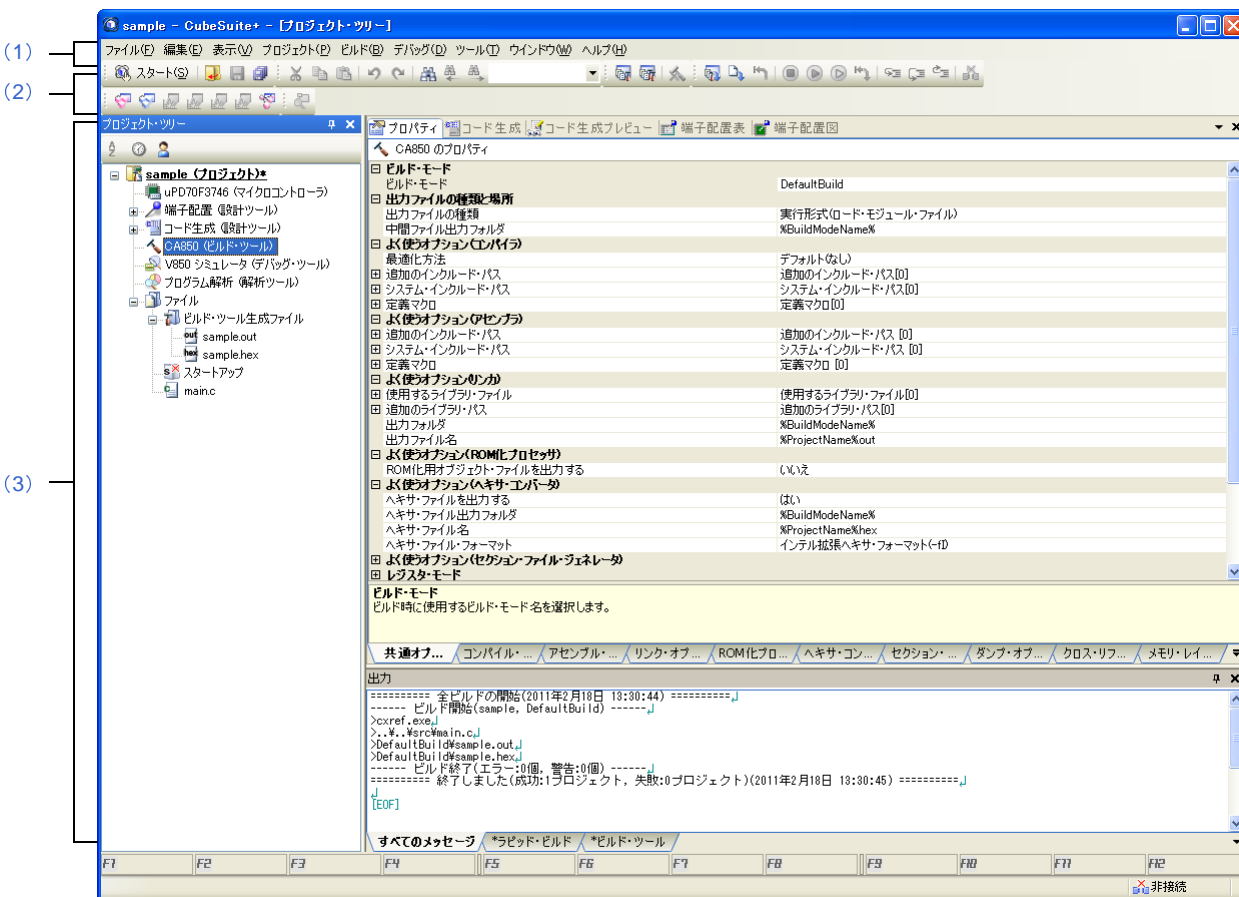 sample - CubeSuite+ - [プロジェクト・ツリー]
(1)
ファイル(F) 編集(E) 表示(V) プロジェクト(P) ビルド(B) デバッグ(D) ツール(T) ウインドウ(W) ヘルプ(H)
(2)
スタート(S)
(3)
プロジェクト・ツリー
sample (プロジェクト)*
uPD70F3746 (マイクロコントローラ)
端子配置 (設計ツール)
コード生成 (設計ツール)
CA850 (ビルド・ツール)
V850 シミュレータ (デバッグ・ツール)
プログラム解析 (解析ツール)
ファイル
ビルド・ツール生成ファイル
sample.out
sample.hex
スタートアップ
main.c
プロパティ コード生成 コード生成プレビュー 端子配置表 端子配置図
CA850 のプロパティ
ビルド・モード
ビルド・モード DefaultBuild
出力ファイルの種類と場所
出力ファイルの種類 実行形式(ロード・モジュール・ファイル)
中間ファイル出力フォルダ %BuildModeName%
よく使うオプション(コンパイラ)
最適化方法 デフォルト(なし)
追加のインクルード・パス 追加のインクルード・パス[0]
システム・インクルード・パス システム・インクルード・パス[0]
定義マクロ 定義マクロ[0]
よく使うオプション(アセンブラ)
追加のインクルード・パス 追加のインクルード・パス [0]
システム・インクルード・パス システム・インクルード・パス [0]
定義マクロ 定義マクロ [0]
よく使うオプション(リンカ)
使用するライブラリ・ファイル 使用するライブラリ・ファイル[0]
追加のライブラリ・パス 追加のライブラリ・パス[0]
出力フォルダ %BuildModeName%
出力ファイル名 %ProjectName%out
よく使うオプション(ROM化プロセッサ)
ROM化用オブジェクト・ファイルを出力する いいえ
よく使うオプション(ヘキサ・コンバータ)
ヘキサ・ファイルを出力する はい
ヘキサ・ファイル出力フォルダ %BuildModeName%
ヘキサ・ファイル名 %ProjectName%hex
ヘキサ・ファイル・フォーマット インテル拡張ヘキサ・フォーマット(-fI)
よく使うオプション(セクション・ファイル・ジェネレータ)
レジスタ・モード
ビルド・モード
ビルド時に使用するビルド・モード名を選択します。
共通オプ... コンパイル・... アセンブル・... リンク・オプ... ROM化プロ... ヘキサ・コン... セクション・... ダンプ・オプ... クロス・リフ... メモリ・レイ...
出力
========== 全ビルドの開始(2011年2月18日 13:30:44) ==========
------ ビルド開始(sample, DefaultBuild) ------
>cxref.exe
>..¥..¥src¥main.c
>DefaultBuild¥sample.out
>DefaultBuild¥sample.hex
------ ビルド終了(エラー:0個, 警告:0個) ------
========== 終了しました(成功:1プロジェクト, 失敗:0プロジェクト)(2011年2月18日 13:30:45) ==========
[EOF]
すべてのメッセージ *ラピッド・ビルド *ビルド・ツール
F1 F2 F3 F4 F5 F6 F7 F8 F9 F10 F11 F12
非接続